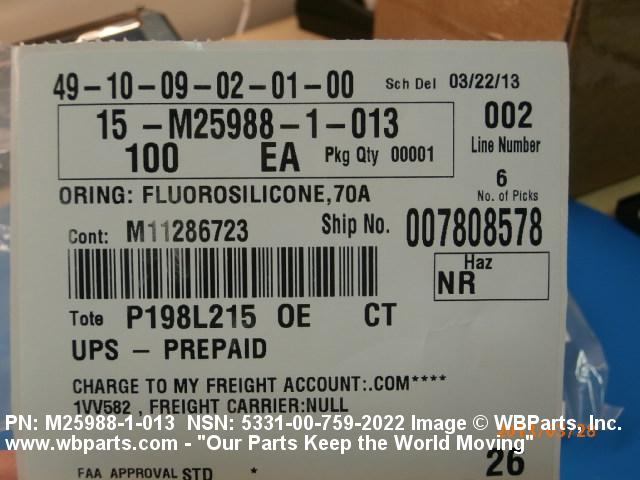 49-10-09-02-01-00 Sch Del 03/22/13
15 -M25988-1-013 002
100 EA Pkg Qty 00001 Line Number
6
ORING: FLUOROSILICONE,70A No. of Picks
Cont: M11286723 Ship No. 007808578
Haz
NR
Tote P198L215 OE CT
UPS - PREPAID
CHARGE TO MY FREIGHT ACCOUNT:.COM****
1VV582 , FREIGHT CARRIER:NULL
PN: M25988-1-013 NSN: 5331-00-759-2022 Image © WBParts, Inc.
www.wbparts.com - "Our Parts Keep the World Moving"
26
FAA APPROVAL STD *